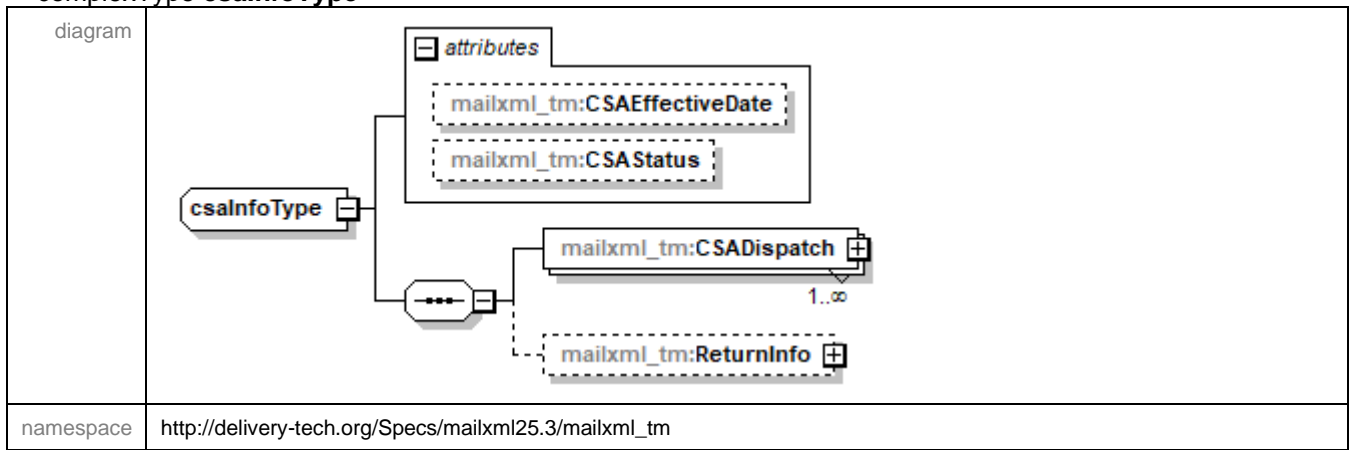 complexType csaInfoType
diagram
attributes
mailxml_tm:CSAEffectiveDate
mailxml_tm:CSAStatus
csaInfoType
mailxml_tm:CSADispatch
1..∞
mailxml_tm:ReturnInfo
namespace
http://delivery-tech.org/Specs/mailxml25.3/mailxml_tm